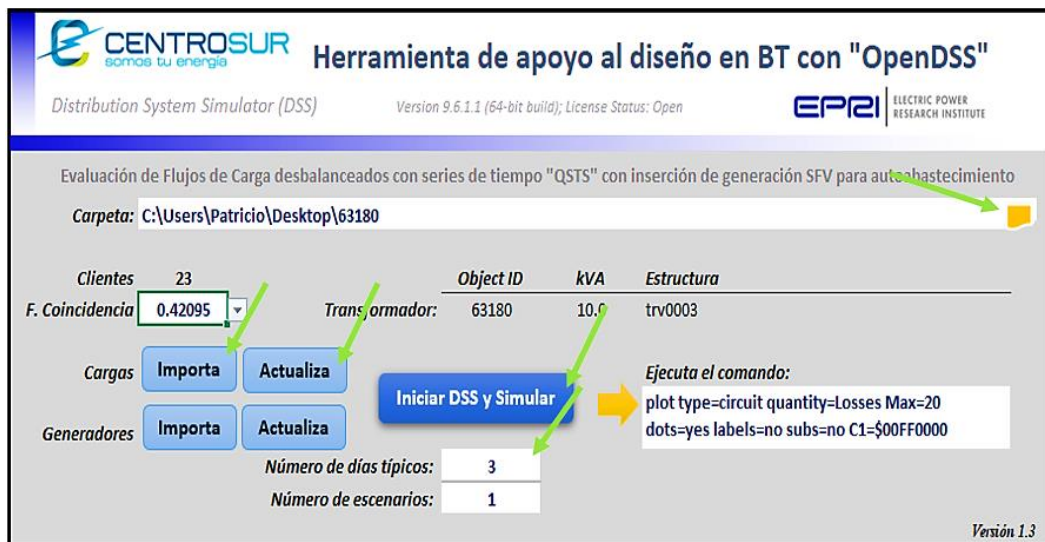 CENTROSUR
somos tu energía
Herramienta de apoyo al diseño en BT con "OpenDSS"
Distribution System Simulator (DSS)
Version 9.6.1.1 (64-bit build); License Status: Open
EPRI
ELECTRIC POWER
RESEARCH INSTITUTE
Evaluación de Flujos de Carga desbalanceados con series de tiempo "QSTS" con inserción de generación SFV para autoabastecimiento
Carpeta: C:\Users\Patricio\Desktop\63180
Clientes 23
Object ID kVA Estructura
F. Coincidencia 0.42095
Transformador: 63180 10.0 trv0003
Cargas Importa Actualiza
Generadores Importa Actualiza
Iniciar DSS y Simular
Ejecuta el comando:
plot type=circuit quantity=Losses Max=20
dots=yes labels=no subs=no C1=$00FF0000
Número de días típicos: 3
Número de escenarios: 1
Versión 1.3